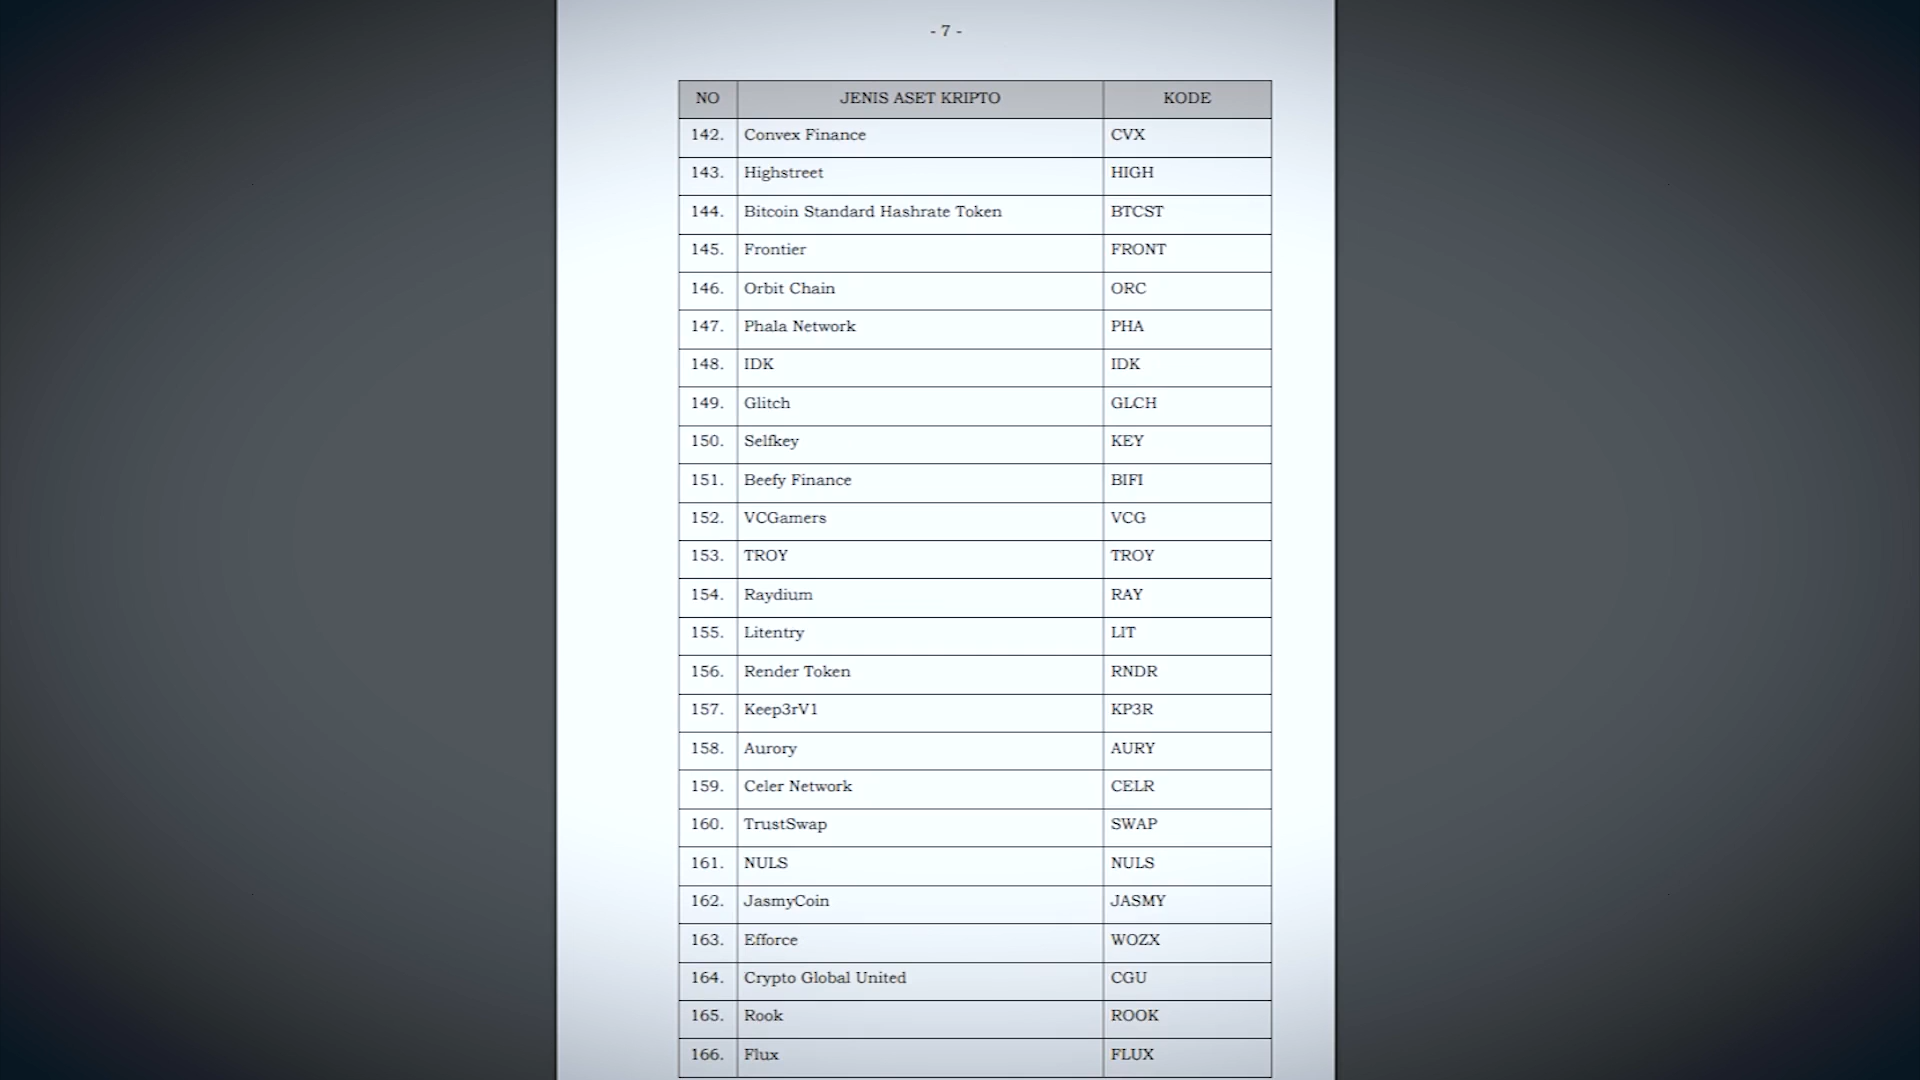 - 7 -
NO JENIS ASET KRIPTO KODE
142. Convex Finance CVX
143. Highstreet HIGH
144. Bitcoin Standard Hashrate Token BTCST
145. Frontier FRONT
146. Orbit Chain ORC
147. Phala Network PHA
148. IDK IDK
149. Glitch GLCH
150. Selfkey KEY
151. Beefy Finance BIFI
152. VCGamers VCG
153. TROY TROY
154. Raydium RAY
155. Litentry LIT
156. Render Token RNDR
157. Keep3rV1 KP3R
158. Aurory AURY
159. Celer Network CELR
160. TrustSwap SWAP
161. NULS NULS
162. JasmyCoin JASMY
163. Efforce WOZX
164. Crypto Global United CGU
165. Rook ROOK
166. Flux FLUX